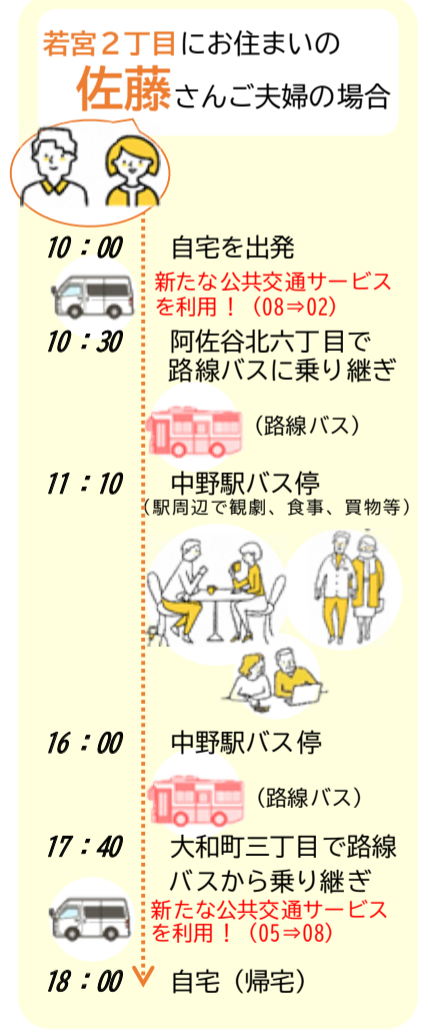 若宮２丁目にお住まいの
佐藤さんご夫婦の場合
10：00 自宅を出発
新たな公共交通サービス
を利用！（08⇒02）
10：30 阿佐谷北六丁目で
路線バスに乗り継ぎ
（路線バス）
11：10 中野駅バス停
（駅周辺で観劇、食事、買物等）
16：00 中野駅バス停
（路線バス）
17：40 大和町三丁目で路線
バスから乗り継ぎ
新たな公共交通サービス
を利用！（05⇒08）
18：00 自宅（帰宅）